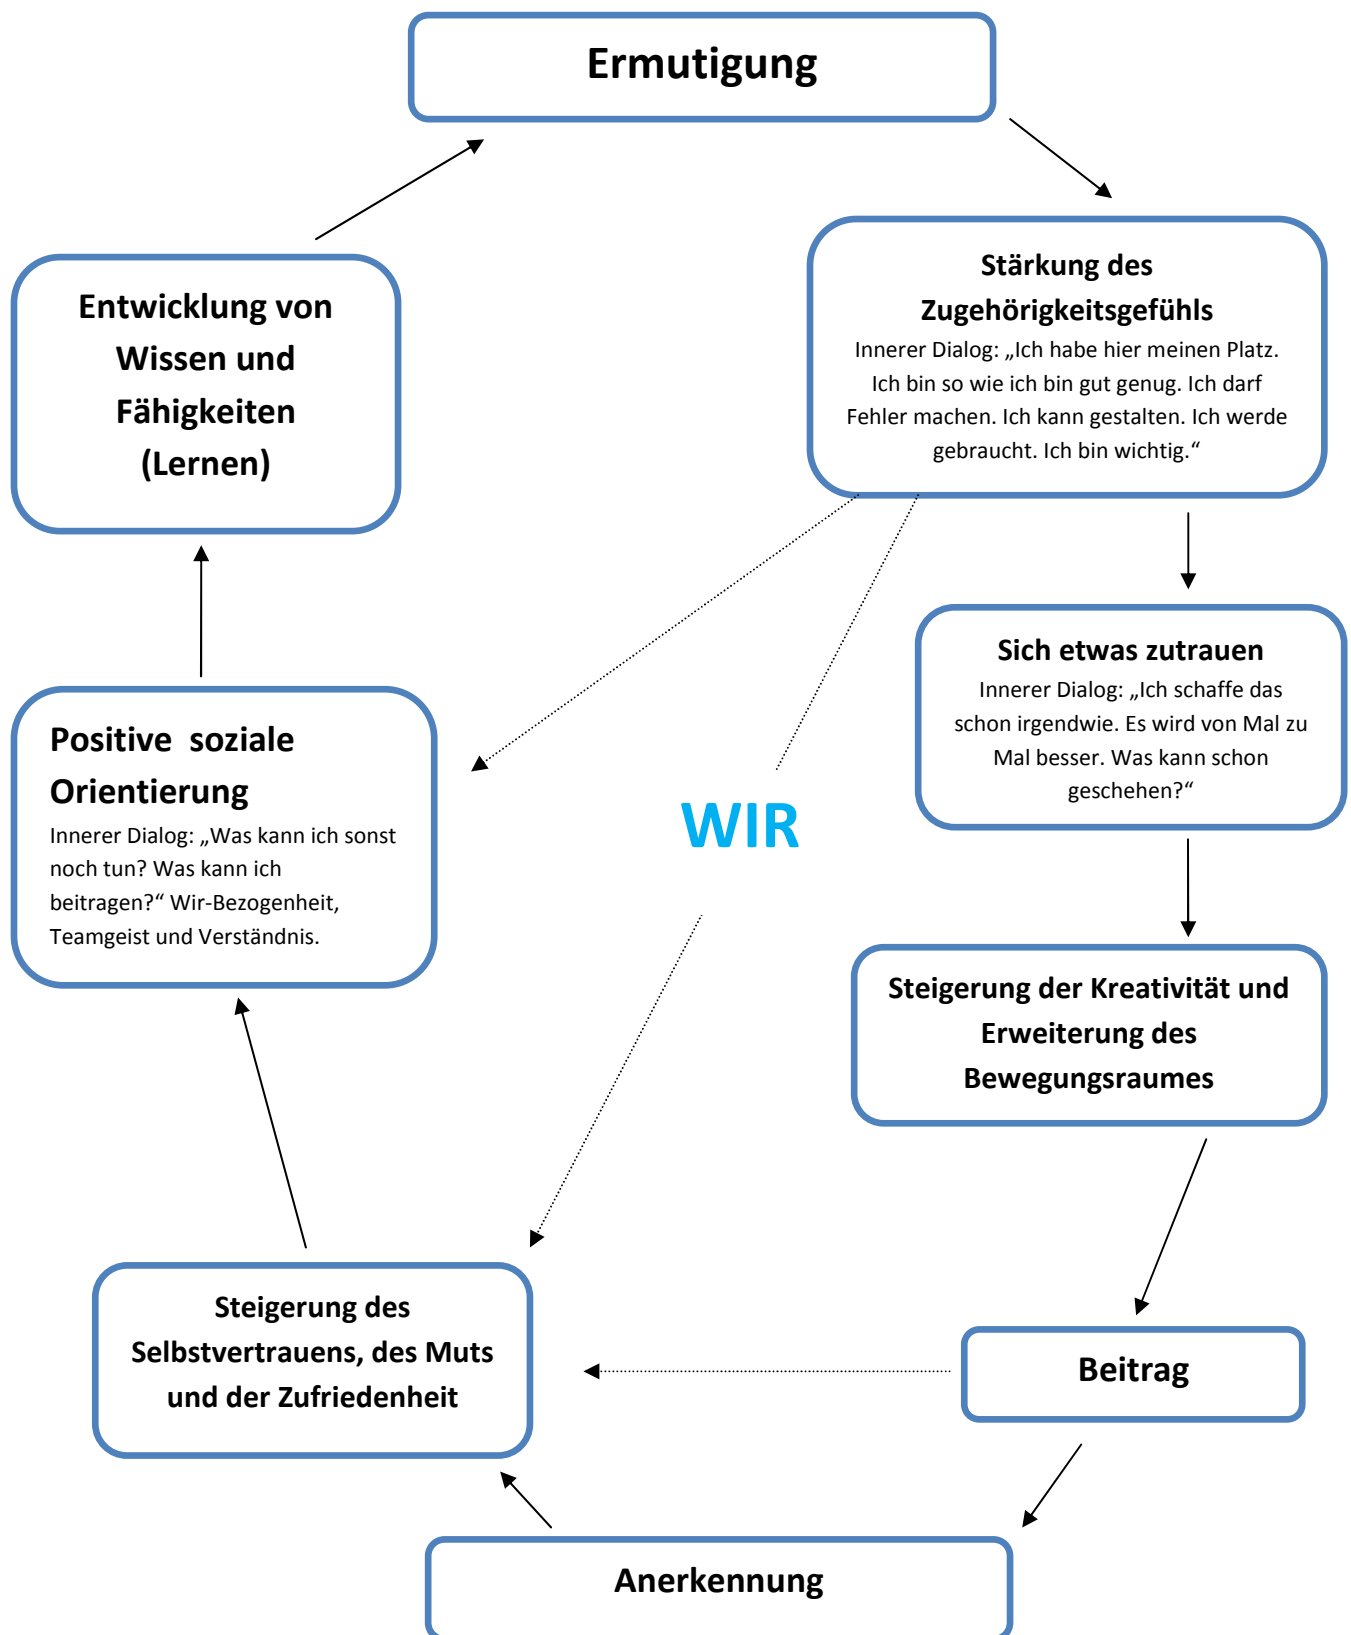 Ermutigung
Stärkung des
Zugehörigkeitsgefühls
Innerer Dialog: „Ich habe hier meinen Platz.
Ich bin so wie ich bin gut genug. Ich darf
Fehler machen. Ich kann gestalten. Ich werde
gebraucht. Ich bin wichtig.“
Entwicklung von
Wissen und
Fähigkeiten
(Lernen)
Sich etwas zutrauen
Innerer Dialog: „Ich schaffe das
schon irgendwie. Es wird von Mal zu
Mal besser. Was kann schon
geschehen?“
Positive soziale
Orientierung
Innerer Dialog: „Was kann ich sonst
noch tun? Was kann ich
beitragen?“ Wir-Bezogenheit,
Teamgeist und Verständnis.
WIR
Steigerung der Kreativität und
Erweiterung des
Bewegungsraumes
Steigerung des
Selbstvertrauens, des Muts
und der Zufriedenheit
Beitrag
Anerkennung